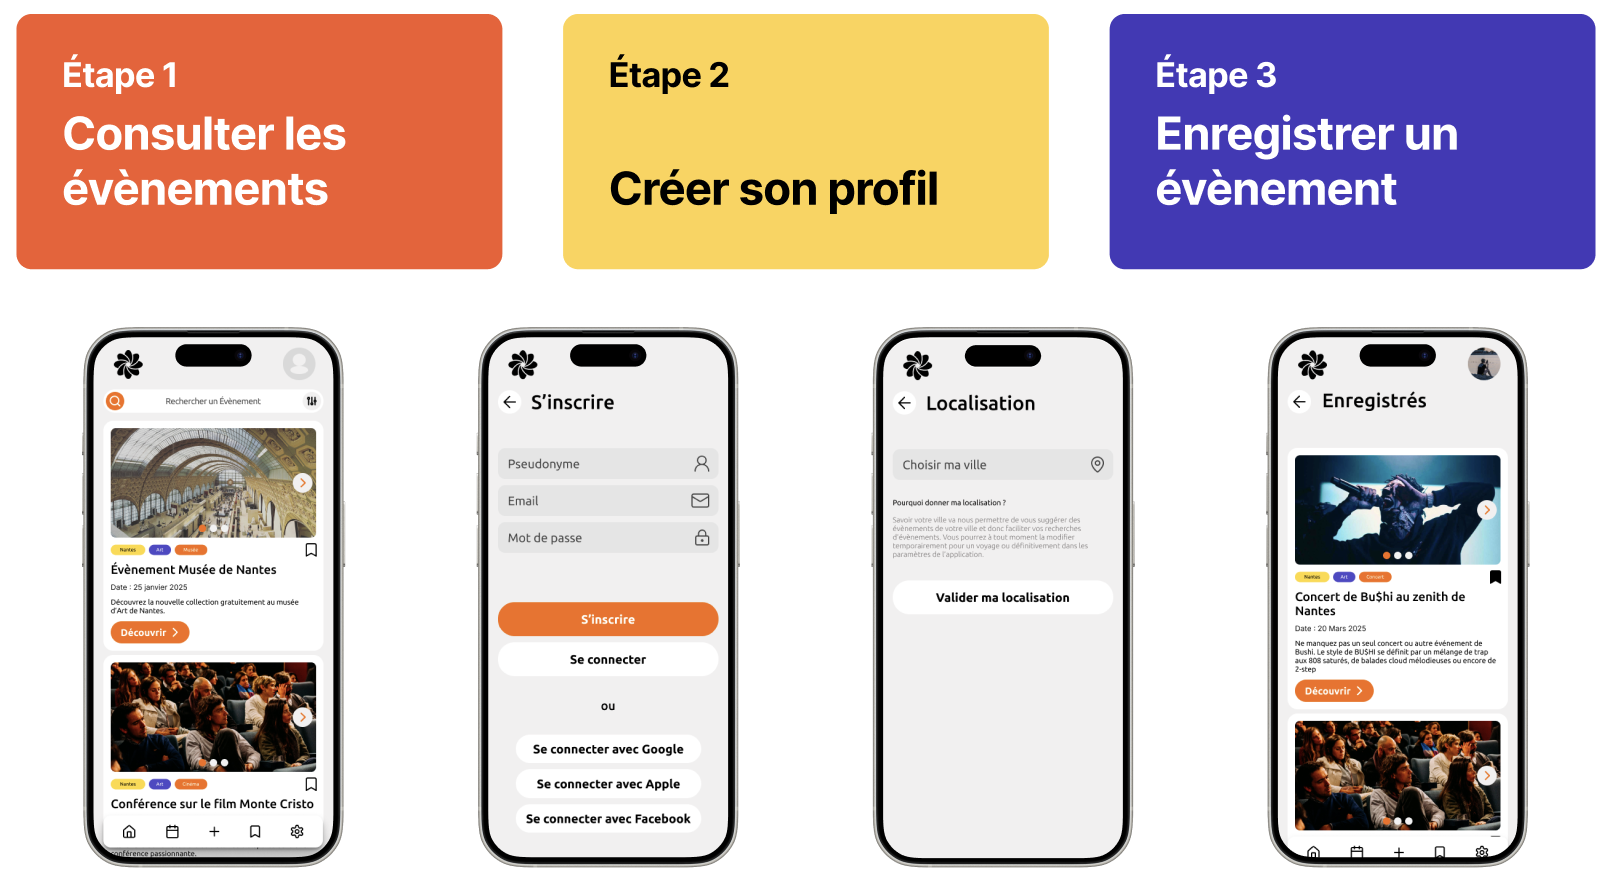 Étape 1
Consulter les
évènements
Étape 2
Créer son profil
Étape 3
Enregistrer un
évènement
Rechercher un Évènement
Nantes
Art
Musée
Évènement Musée de Nantes
Date : 25 janvier 2025
Découvrez la nouvelle collection gratuitement au musée
d'Art de Nantes.
Découvrir
Nantes
Art
Cinéma
Conférence sur le film Monte Cristo
conférence passionnante.
S'inscrire
Pseudonyme
Email
Mot de passe
S'inscrire
Se connecter
ou
Se connecter avec Google
Se connecter avec Apple
Se connecter avec Facebook
Localisation
Choisir ma ville
Pourquoi donner ma localisation ?
Savoir votre ville va nous permettre de vous suggérer des
évènements de votre ville et donc faciliter vos recherches
d'évènements. Vous pourrez à tout moment la modifier
temporairement pour un voyage ou définitivement dans les
paramètres de l'application.
Valider ma localisation
Enregistrés
Nantes
Art
Concert
Concert de Bu$hi au zenith de
Nantes
Date : 20 Mars 2025
Ne manquez pas un seul concert ou autre événement de
Bushi. Le style de BU$HI se définit par un mélange de trap
aux 808 saturés, de balades cloud mélodieuses ou encore de
2-step
Découvrir